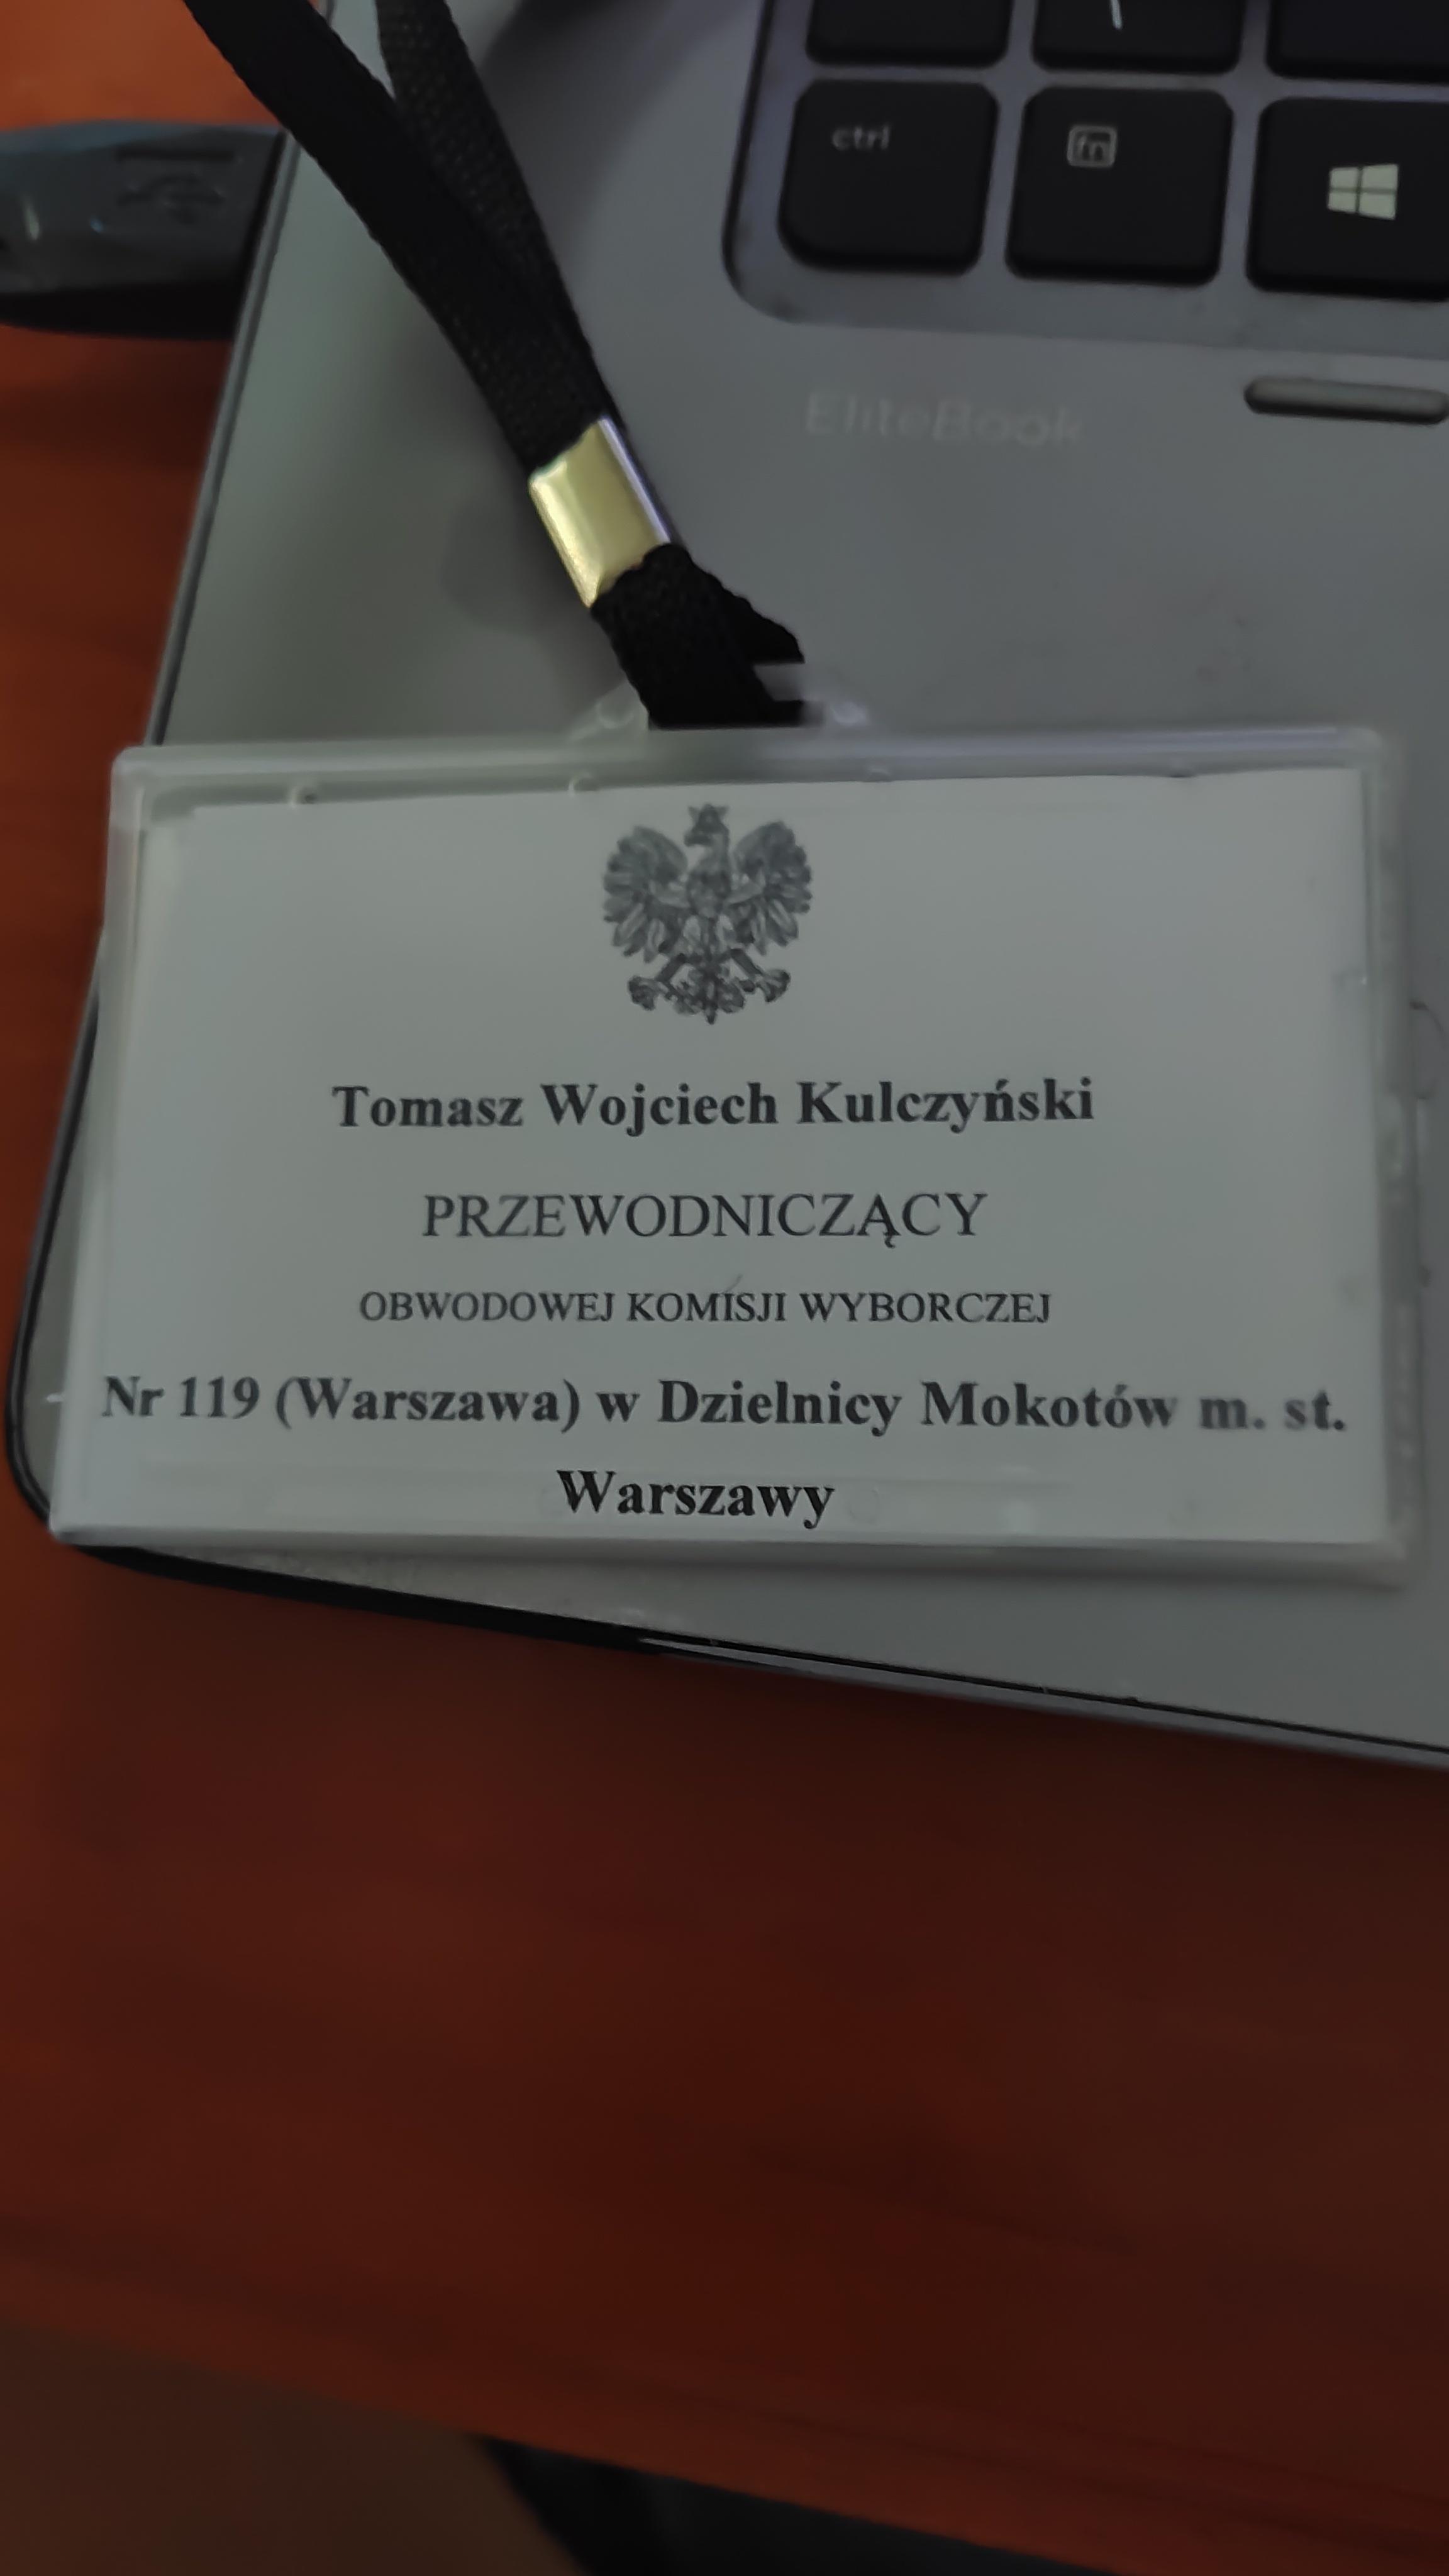 ctrl
fn
EliteBook
Tomasz Wojciech Kulczyński
PRZEWODNICZĄCY
OBWODOWEJ KOMISJI WYBORCZEJ
Nr 119 (Warszawa) w Dzielnicy Mokotów m. st.
Warszawy